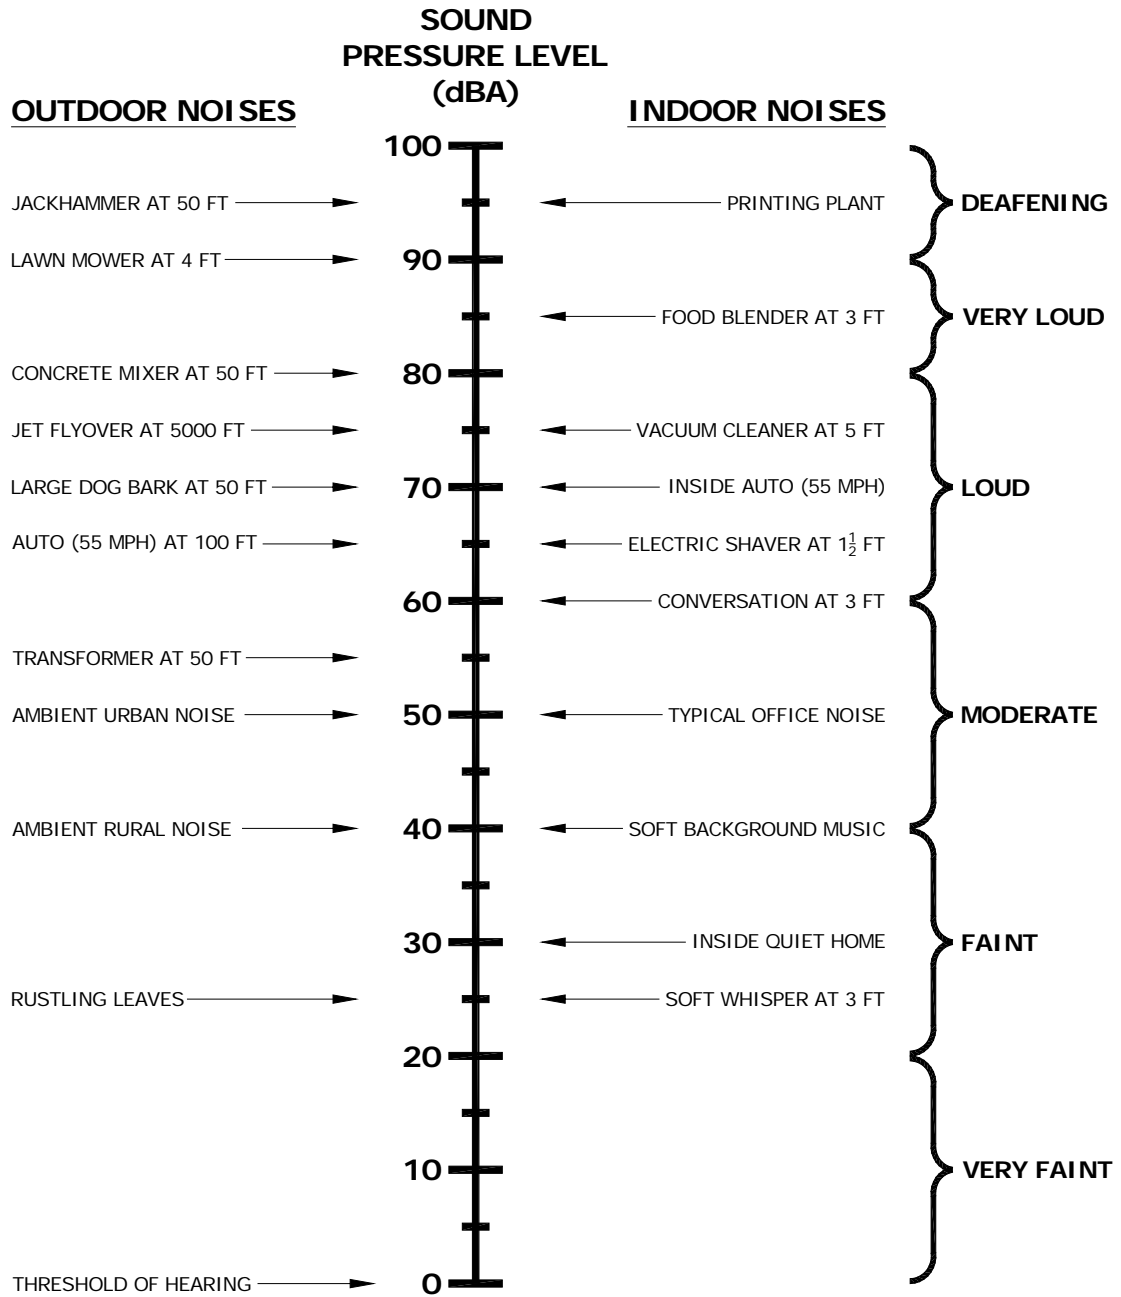 SOUND
PRESSURE LEVEL
(dBA)
OUTDOOR NOISES
INDOOR NOISES
100
JACKHAMMER AT 50 FT
PRINTING PLANT
DEAFENING
LAWN MOWER AT 4 FT
90
FOOD BLENDER AT 3 FT
VERY LOUD
CONCRETE MIXER AT 50 FT
80
JET FLYOVER AT 5000 FT
VACUUM CLEANER AT 5 FT
LARGE DOG BARK AT 50 FT
70
INSIDE AUTO (55 MPH)
LOUD
AUTO (55 MPH) AT 100 FT
ELECTRIC SHAVER AT 1½ FT
60
CONVERSATION AT 3 FT
TRANSFORMER AT 50 FT
AMBIENT URBAN NOISE
50
TYPICAL OFFICE NOISE
MODERATE
AMBIENT RURAL NOISE
40
SOFT BACKGROUND MUSIC
30
INSIDE QUIET HOME
FAINT
RUSTLING LEAVES
SOFT WHISPER AT 3 FT
20
10
VERY FAINT
THRESHOLD OF HEARING
0